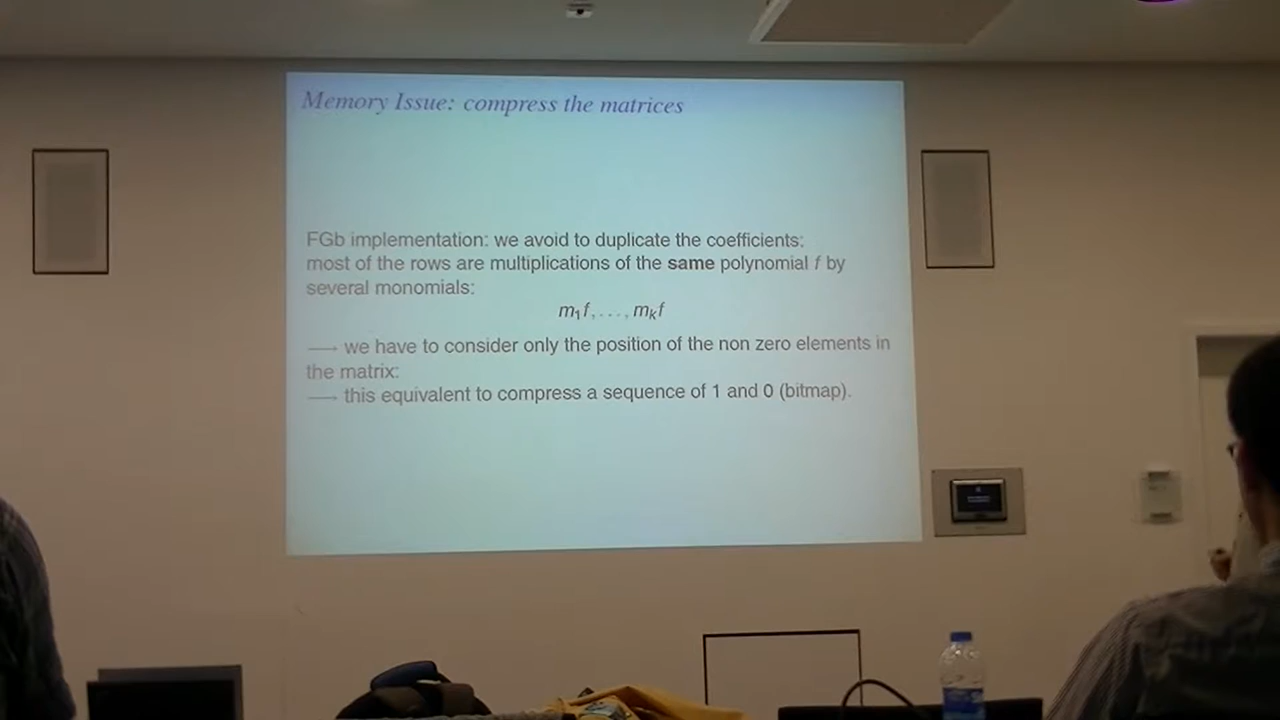 Memory Issue: compress the matrices
FGb implementation: we avoid to duplicate the coefficients:
most of the rows are multiplications of the same polynomial f by
several monomials:
m₁f, . . . , mₖf
⟶ we have to consider only the position of the non zero elements in
the matrix:
⟶ this equivalent to compress a sequence of 1 and 0 (bitmap).